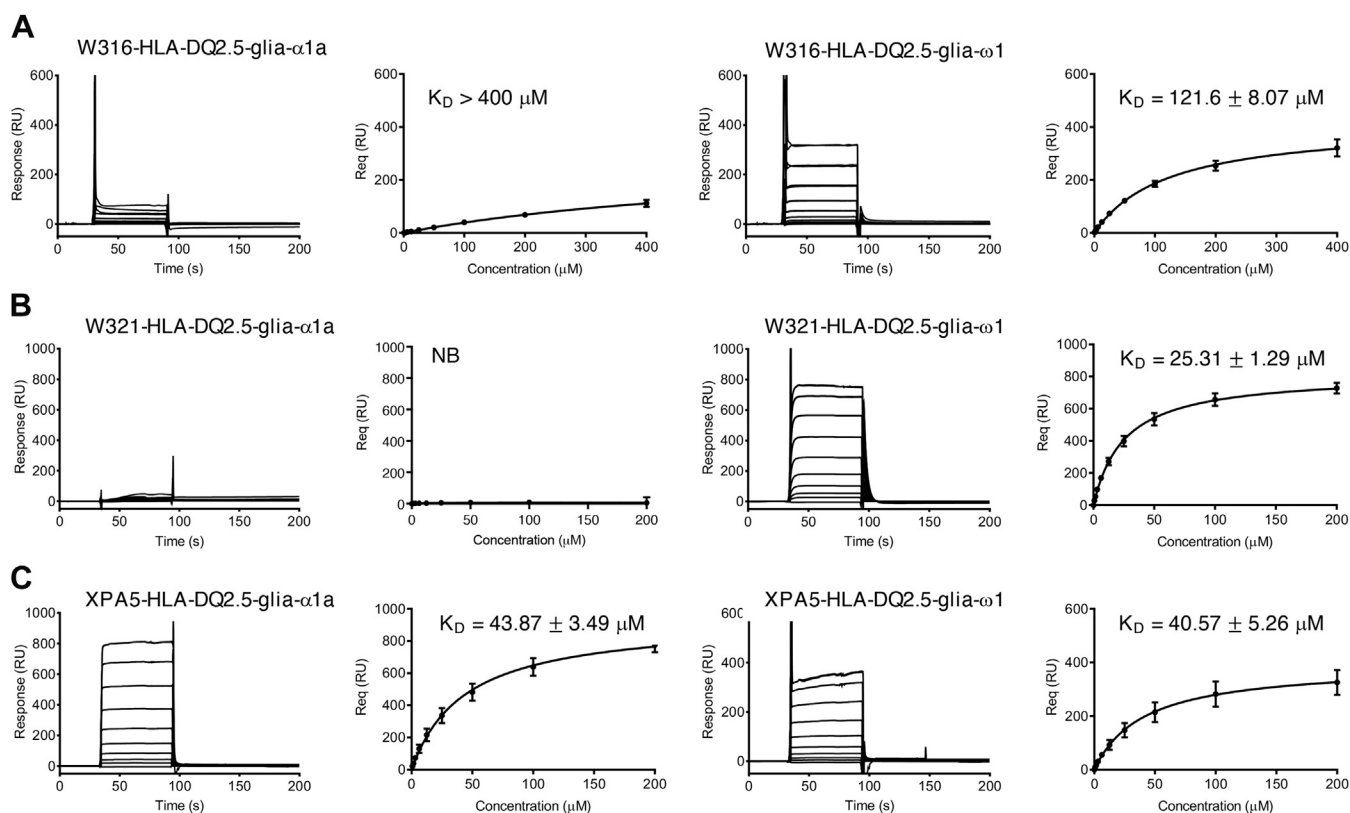 A
W316-HLA-DQ2.5-glia-α1a
600
400
200
0
Response (RU)
0 50 100 150 200
Time (s)
K_D > 400 μM
600
400
200
0
Req (RU)
0 100 200 300 400
Concentration (μM)
W316-HLA-DQ2.5-glia-ω1
600
400
200
0
Response (RU)
0 50 100 150 200
Time (s)
K_D = 121.6 ± 8.07 μM
600
400
200
0
Req (RU)
0 100 200 300 400
Concentration (μM)
B
W321-HLA-DQ2.5-glia-α1a
1000
800
600
400
200
0
Response (RU)
0 50 100 150 200
Time (s)
NB
1000
800
600
400
200
0
Req (RU)
0 50 100 150 200
Concentration (μM)
W321-HLA-DQ2.5-glia-ω1
1000
800
600
400
200
0
Response (RU)
0 50 100 150 200
Time (s)
K_D = 25.31 ± 1.29 μM
1000
800
600
400
200
0
Req (RU)
0 50 100 150 200
Concentration (μM)
C
XPA5-HLA-DQ2.5-glia-α1a
1000
800
600
400
200
0
Response (RU)
0 50 100 150 200
Time (s)
K_D = 43.87 ± 3.49 μM
1000
800
600
400
200
0
Req (RU)
0 50 100 150 200
Concentration (μM)
XPA5-HLA-DQ2.5-glia-ω1
600
400
200
0
Response (RU)
0 50 100 150 200
Time (s)
K_D = 40.57 ± 5.26 μM
600
400
200
0
Req (RU)
0 50 100 150 200
Concentration (μM)